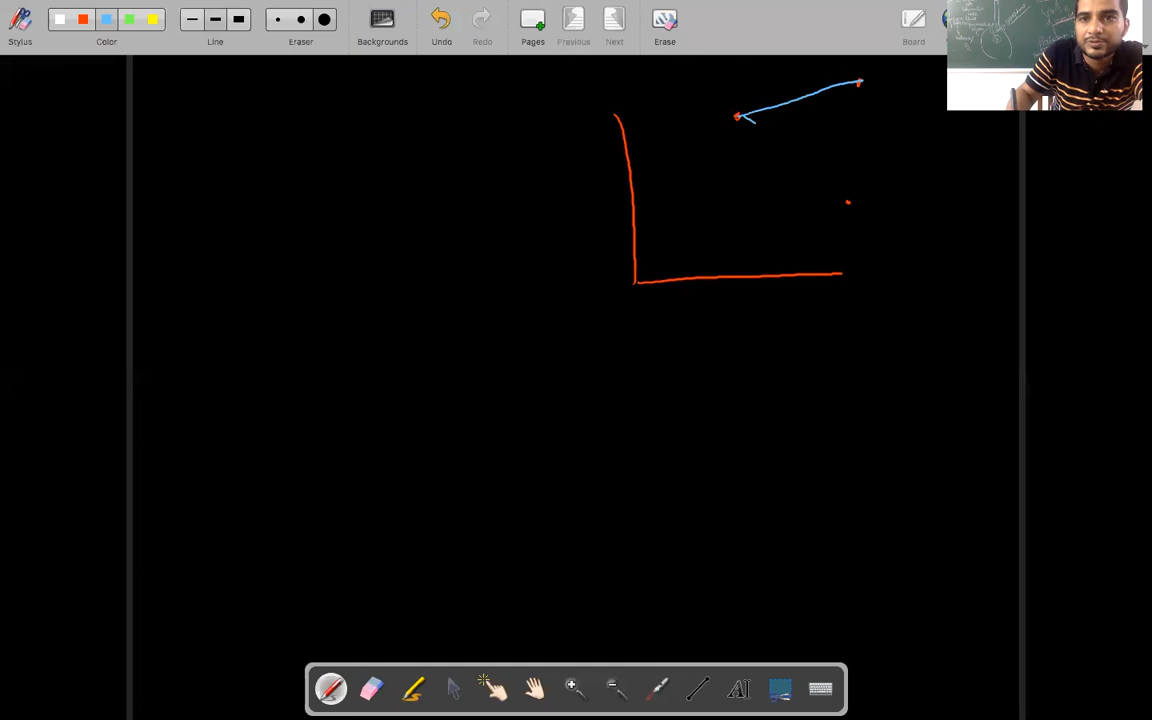 Stylus
Color
Line
Eraser
Backgrounds
Undo
Redo
Pages
Previous
Next
Erase
Board